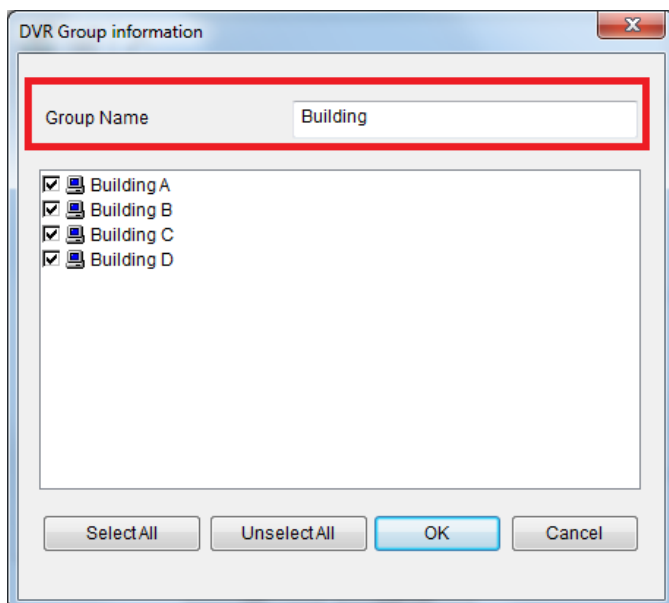 DVR Group information
Group Name Building
Building A
Building B
Building C
Building D
Select All Unselect All OK Cancel